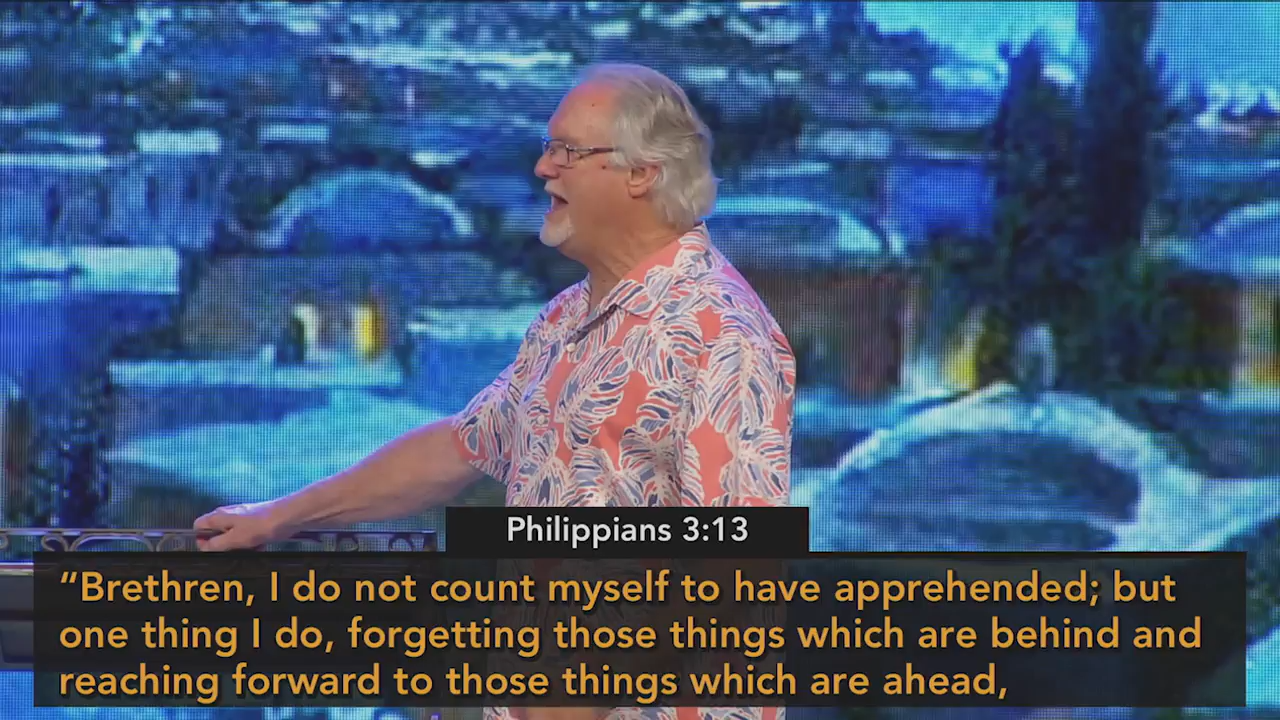 Philippians 3:13
“Brethren, I do not count myself to have apprehended; but
one thing I do, forgetting those things which are behind and
reaching forward to those things which are ahead,